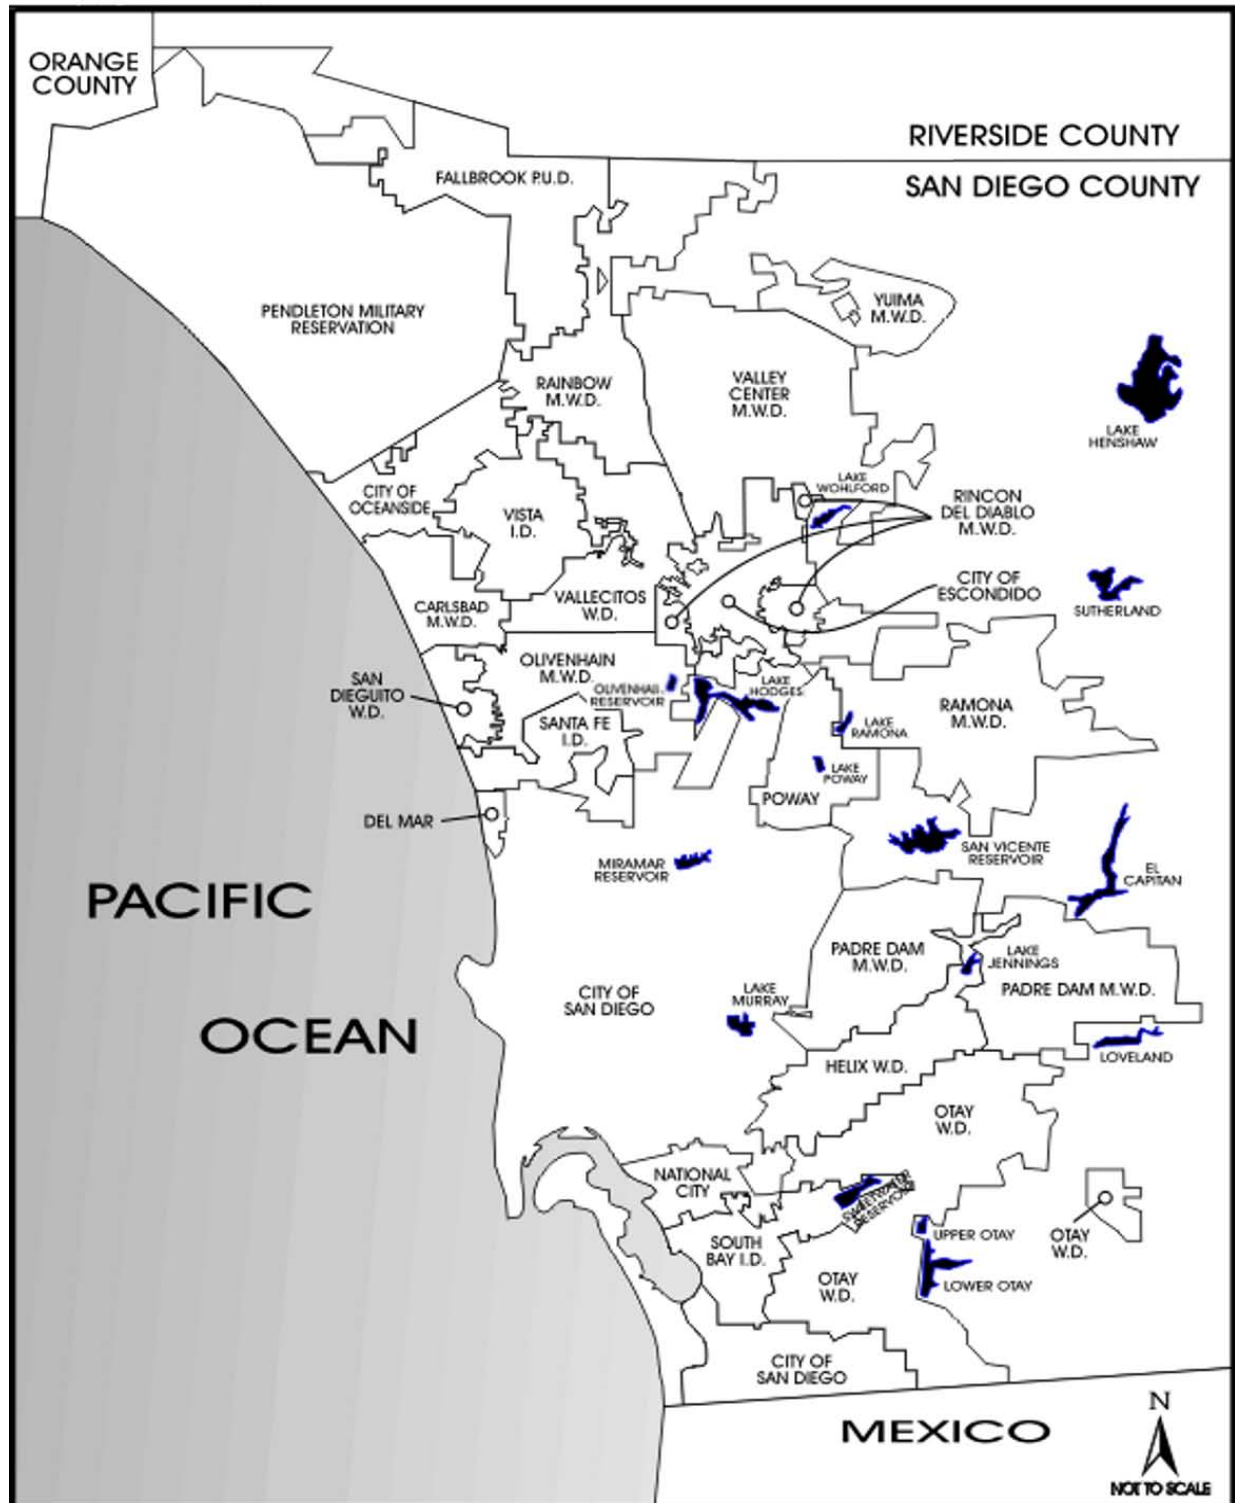 ORANGE
COUNTY
RIVERSIDE COUNTY
SAN DIEGO COUNTY
FALLBROOK P.U.D.
PENDLETON MILITARY
RESERVATION
YUIMA
M.W.D.
RAINBOW
M.W.D.
VALLEY
CENTER
M.W.D.
LAKE
HENSHAW
CITY OF
OCEANSIDE
VISTA
I.D.
LAKE
WOHLFORD
RINCON
DEL DIABLO
M.W.D.
CARLSBAD
M.W.D.
VALLECITOS
W.D.
CITY OF
ESCONDIDO
SUTHERLAND
SAN
DIEGUITO
W.D.
OLIVENHAIN
M.W.D.
OLIVENHAI.
RESERVOIR
LAKE
HODGES
SANTA FE
I.D.
LAKE
RAMONA
RAMONA
M.W.D.
LAKE
POWAY
POWAY
DEL MAR
MIRAMAR
RESERVOIR
SAN VICENTE
RESERVOIR
EL
CAPITAN
PACIFIC
OCEAN
PADRE DAM
M.W.D.
LAKE
JENNINGS
PADRE DAM M.W.D.
CITY OF
SAN DIEGO
LAKE
MURRAY
LOVELAND
HELIX W.D.
OTAY
W.D.
NATIONAL
CITY
SWEETWATER
RESERVOIR
SOUTH
BAY I.D.
UPPER OTAY
OTAY
W.D.
OTAY
W.D.
LOWER OTAY
CITY OF
SAN DIEGO
MEXICO
N
NOT TO SCALE